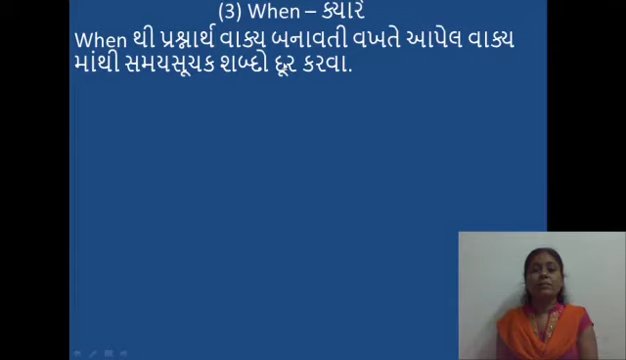 (3) When – ક્યારે
When થી પ્રશ્નાર્થ વાક્ય બનાવતી વખતે આપેલ વાક્ય
માંથી સમયસૂચક શબ્દો દૂર કરવા.